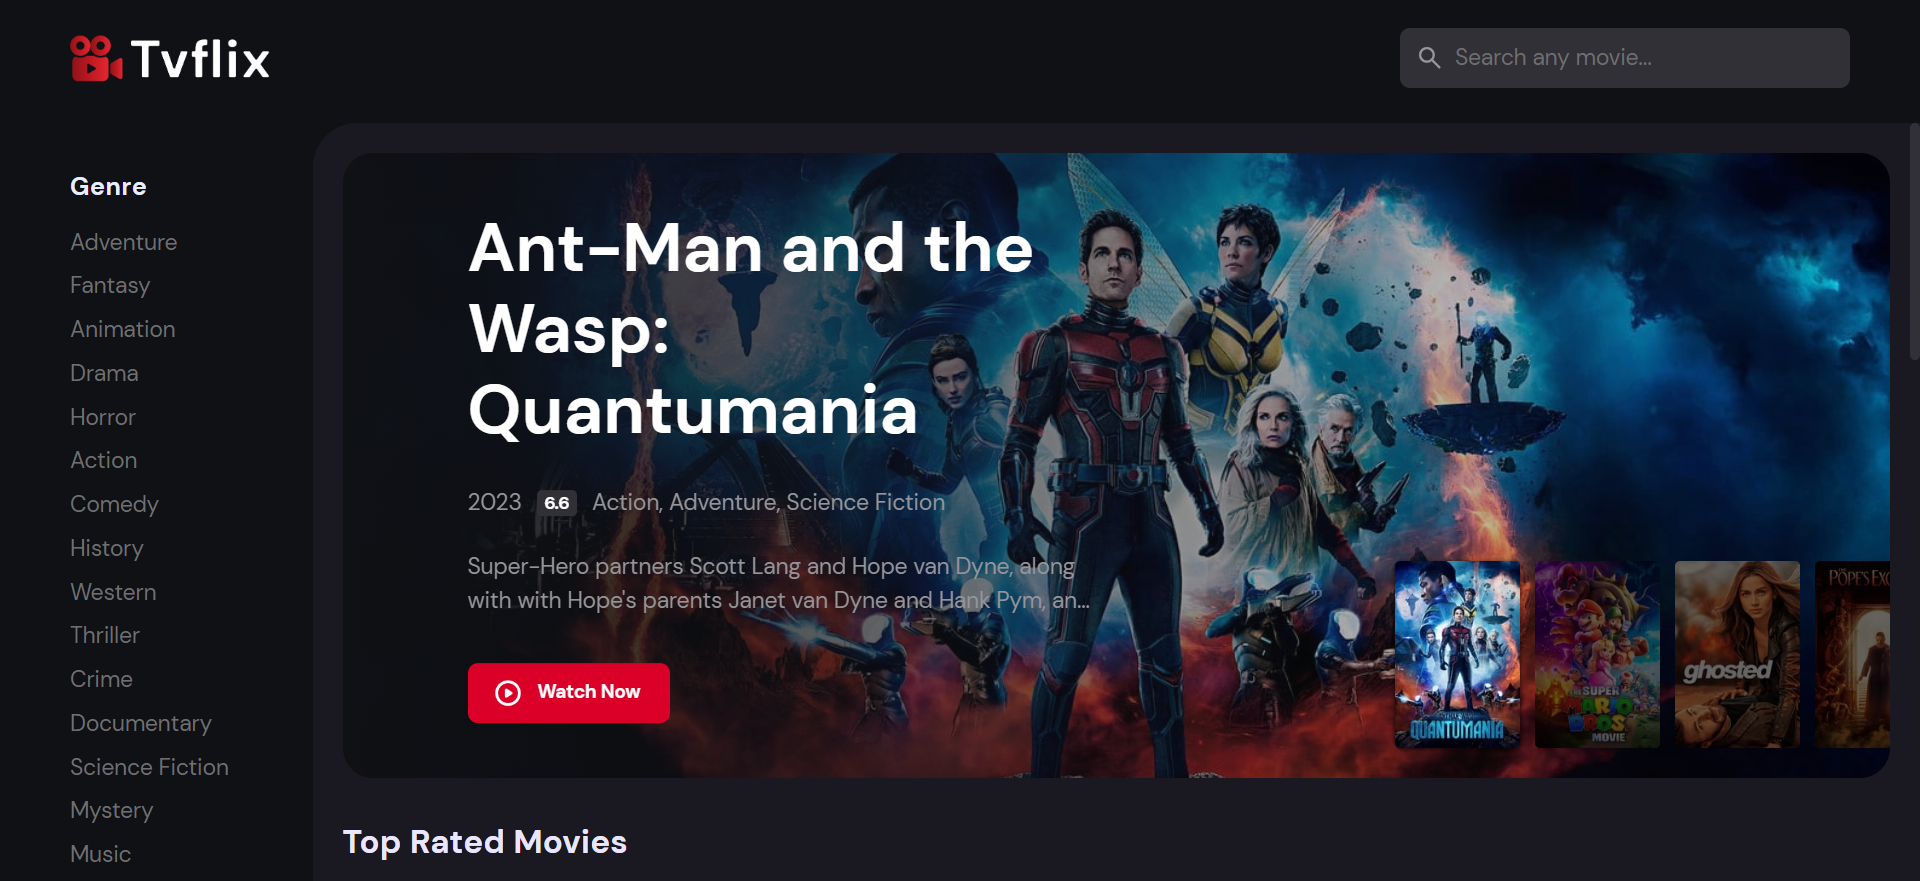 Tvflix
Search any movie...
Genre
Adventure
Fantasy
Animation
Drama
Horror
Action
Comedy
History
Western
Thriller
Crime
Documentary
Science Fiction
Mystery
Music
Ant-Man and the
Wasp:
Quantumania
2023 6.6 Action, Adventure, Science Fiction
Super-Hero partners Scott Lang and Hope van Dyne, along
with with Hope's parents Janet van Dyne and Hank Pym, an...
Watch Now
QUANTUMANIA
THE SUPER
MARIO
BROS.
MOVIE
ghosted
THE POPE'S EXO
Top Rated Movies